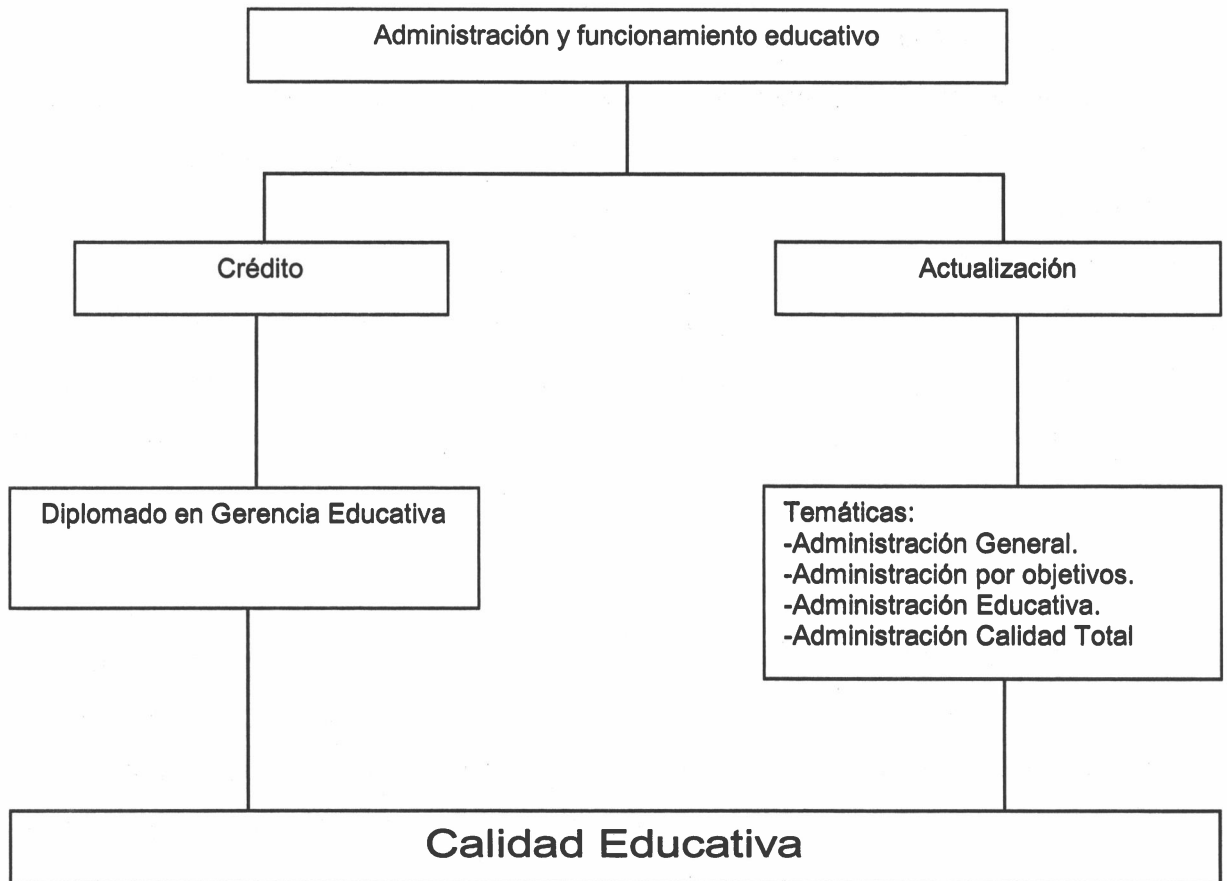 Administración y funcionamiento educativo
Crédito
Actualización
Diplomado en Gerencia Educativa
Temáticas:
-Administración General.
-Administración por objetivos.
-Administración Educativa.
-Administración Calidad Total
Calidad Educativa